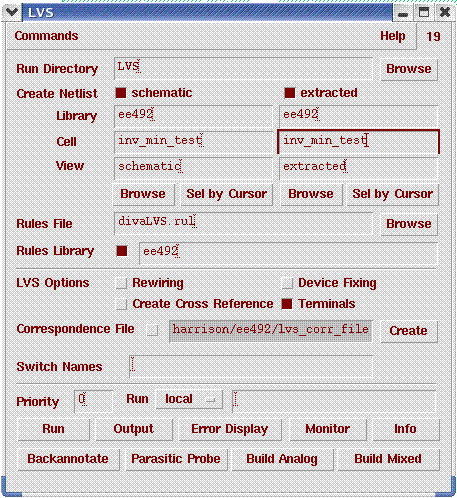 LVS
Commands Help 19
Run Directory LVS Browse
Create Netlist schematic extracted
Library ee492 ee492
Cell inv_min_test inv_min_test
View schematic extracted
Browse Sel by Cursor Browse Sel by Cursor
Rules File divaLVS.rul Browse
Rules Library ee492
LVS Options Rewiring Device Fixing
Create Cross Reference Terminals
Correspondence File harrison/ee492/lvs_corr_file Create
Switch Names
Priority 0 Run local
Run Output Error Display Monitor Info
Backannotate Parasitic Probe Build Analog Build Mixed